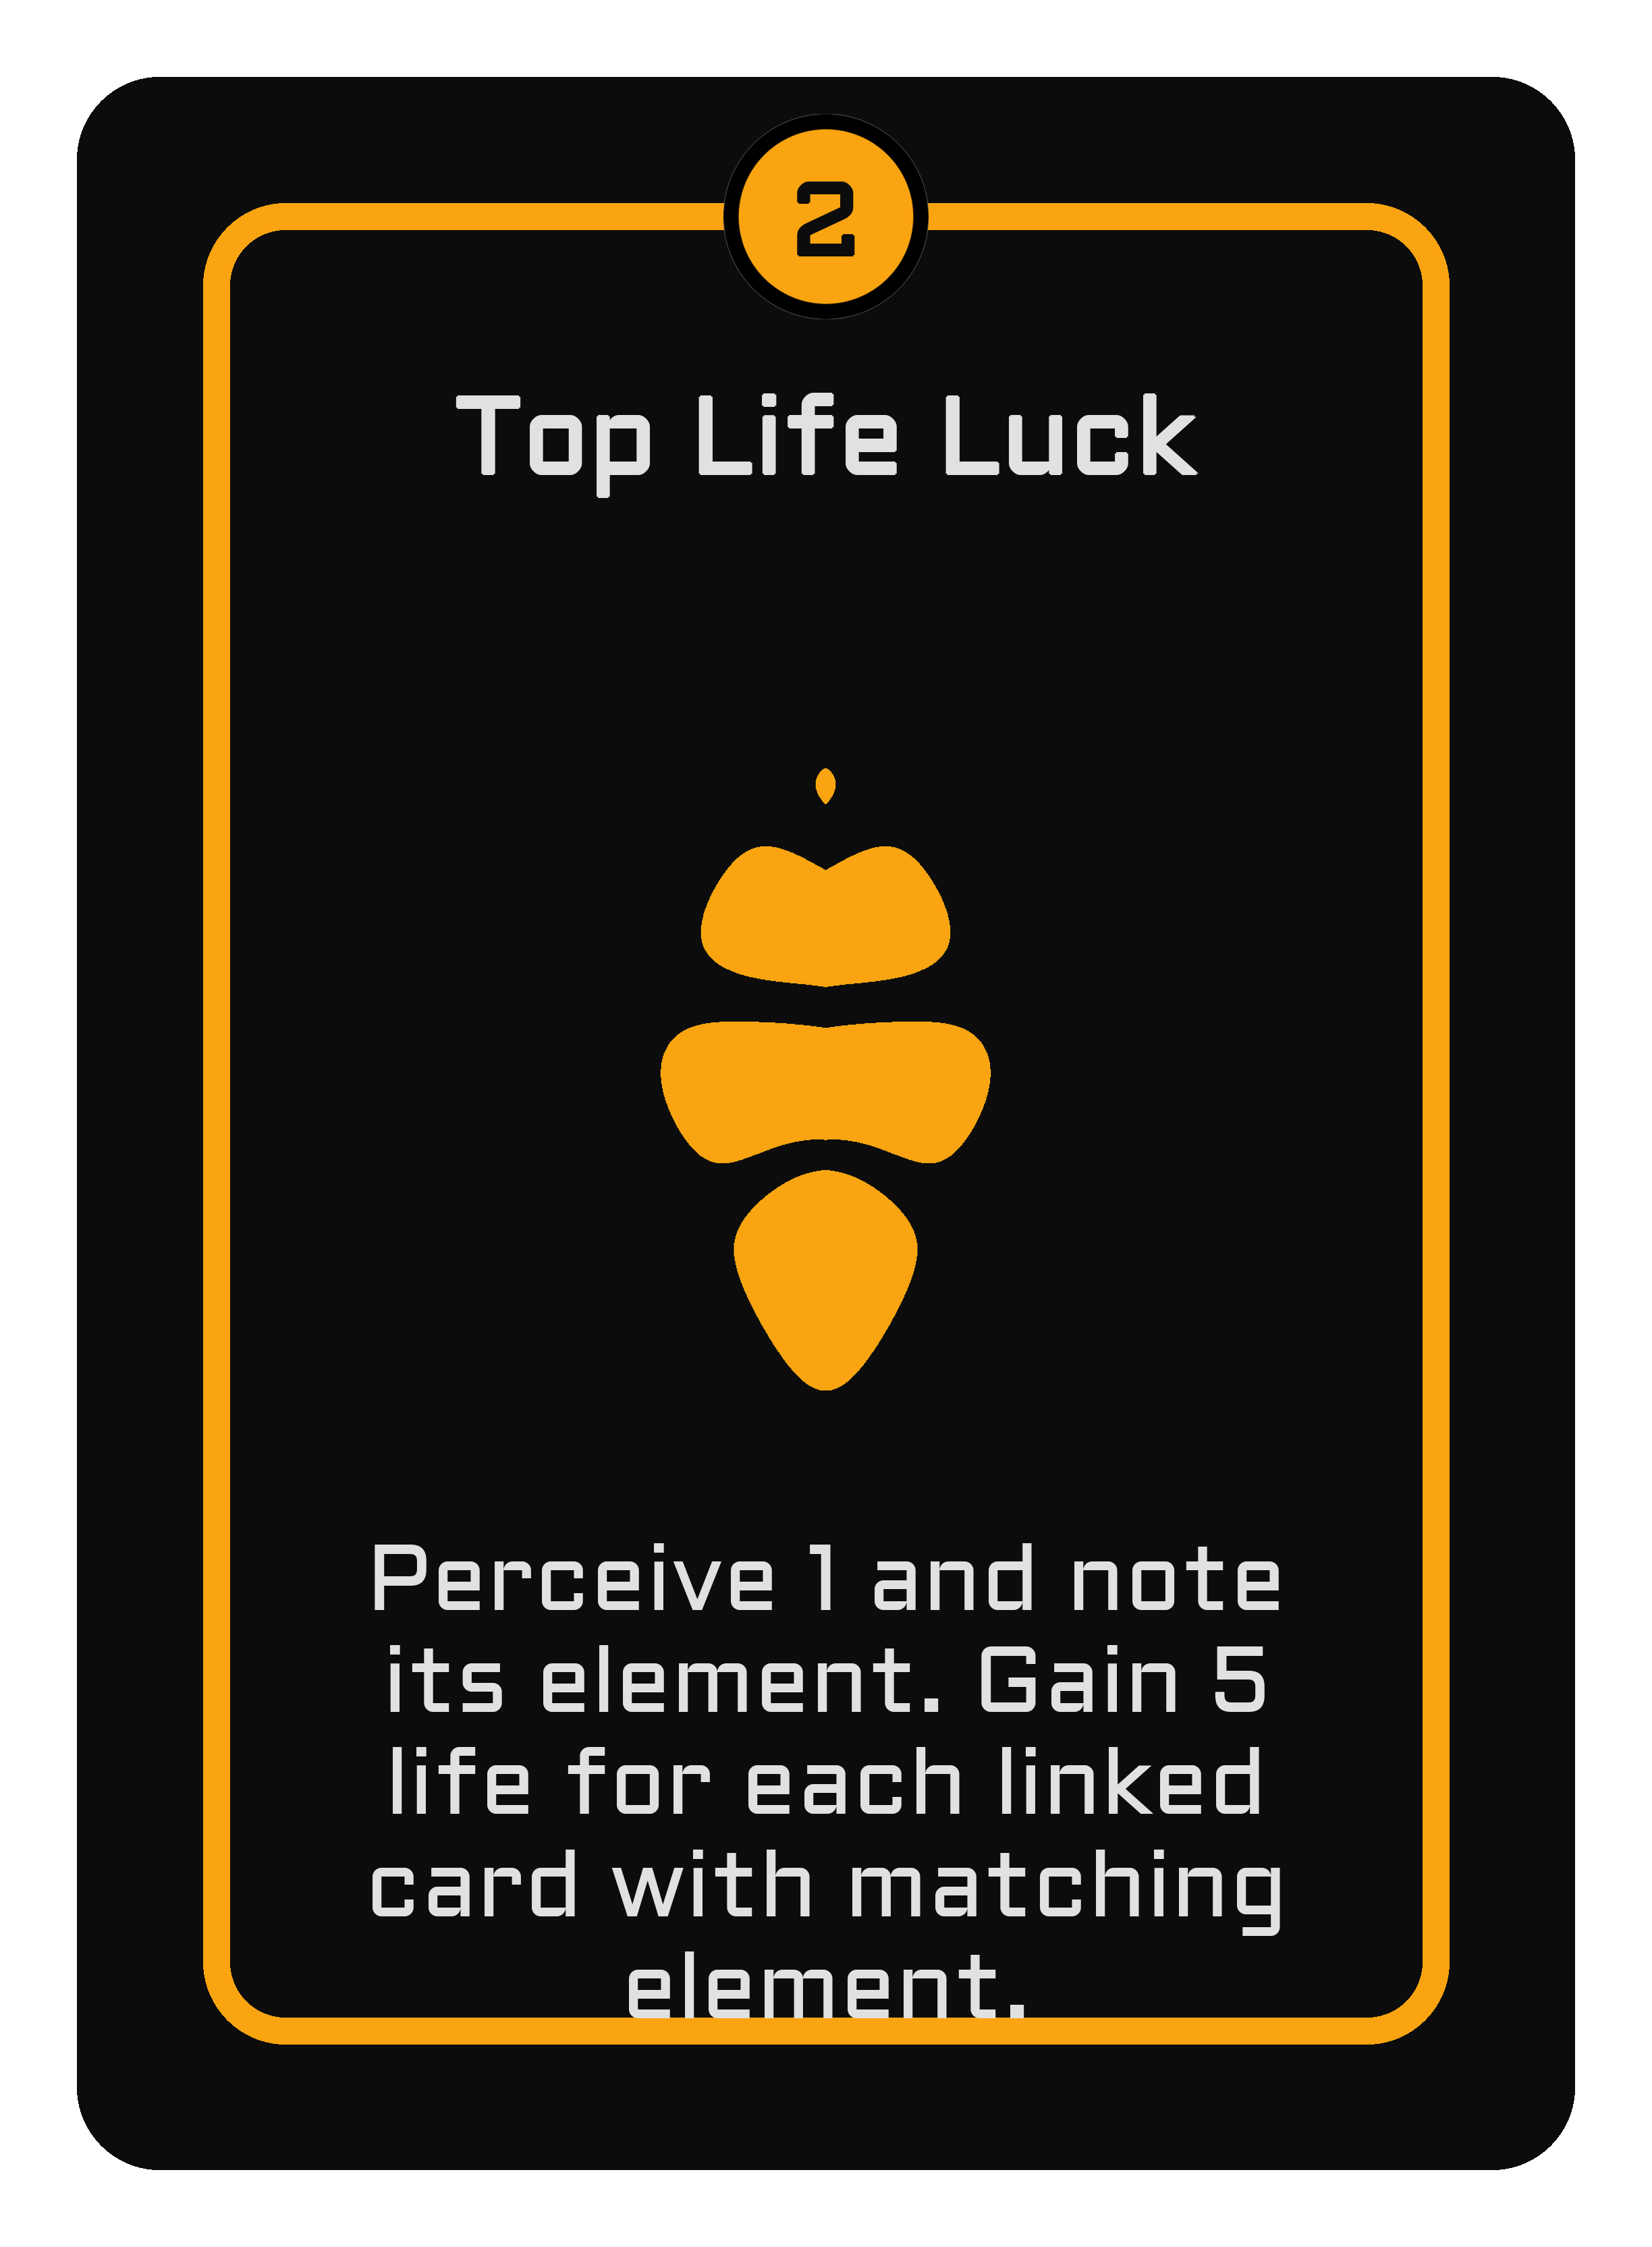 2
Top Life Luck
Perceive 1 and note
its element. Gain 5
life for each linked
card with matching
element.